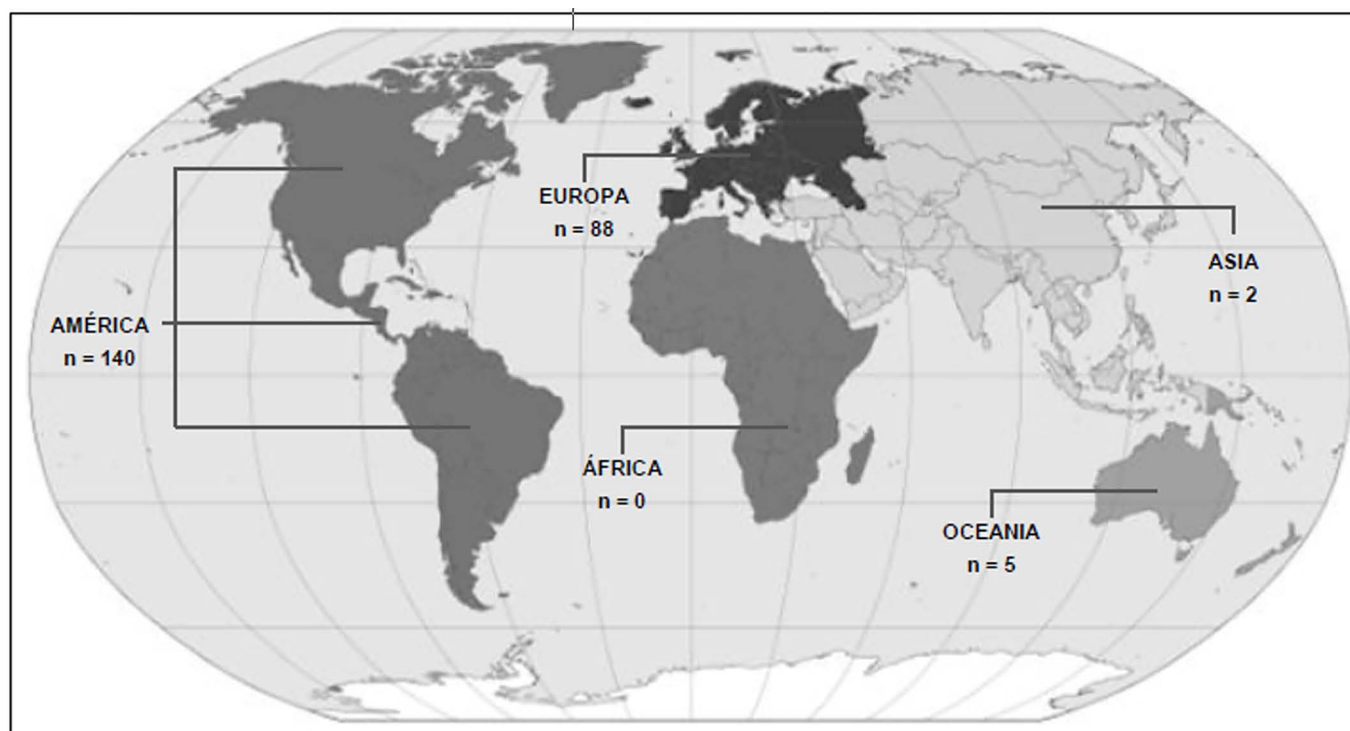 EUROPA
n = 88
ASIA
n = 2
AMÉRICA
n = 140
ÁFRICA
n = 0
OCEANIA
n = 5